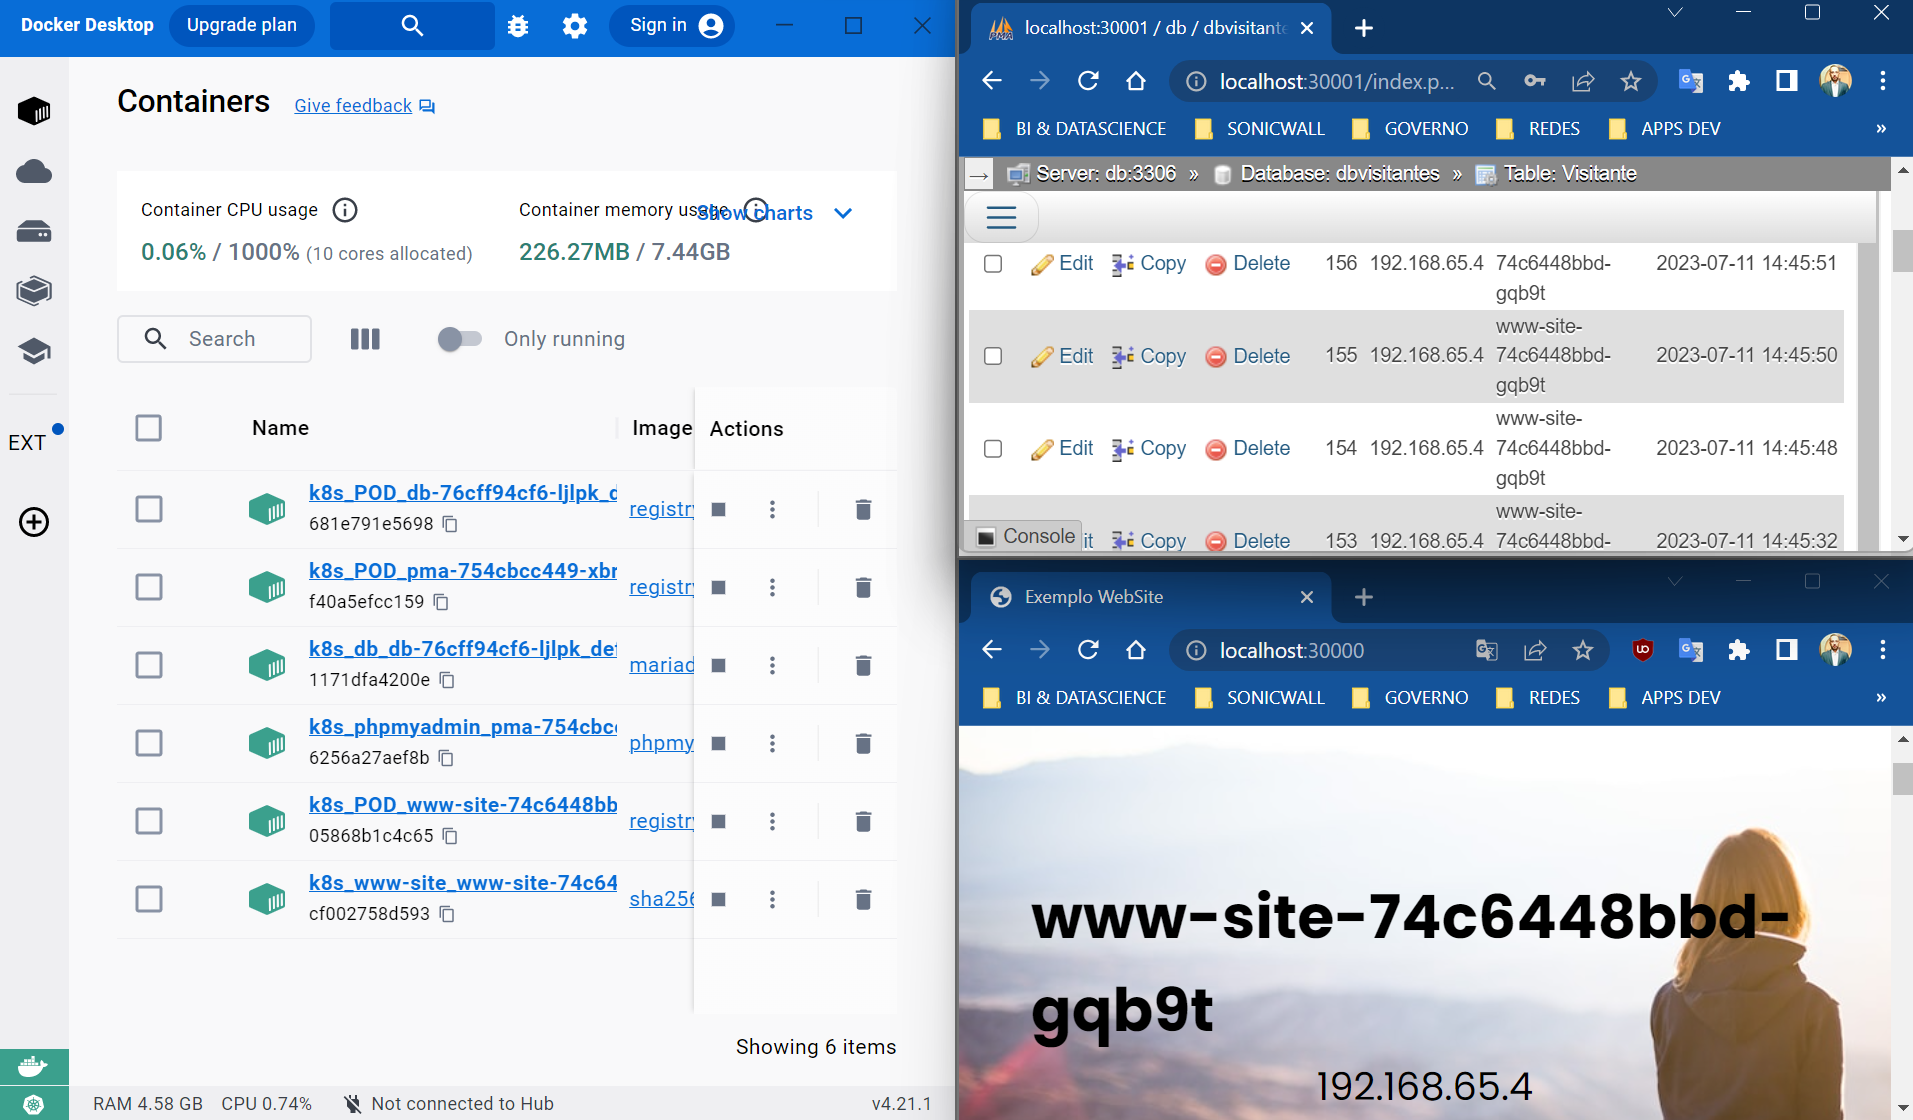 Docker Desktop
Upgrade plan
Sign in
Containers
Give feedback
Container CPU usage
0.06% / 1000% (10 cores allocated)
Container memory usage
226.27MB / 7.44GB
Show charts
Search
Only running
EXT
Name
Image
Actions
k8s_POD_db-76cff94cf6-ljlpk_d
681e791e5698
registry
k8s_POD_pma-754cbcc449-xbr
f40a5efcc159
registry
k8s_db_db-76cff94cf6-ljlpk_def
1171dfa4200e
mariad
k8s_phpmyadmin_pma-754cbcc
6256a27aef8b
phpmy
k8s_POD_www-site-74c6448bb
05868b1c4c65
registry
k8s_www-site_www-site-74c64
cf002758d593
sha256
Showing 6 items
RAM 4.58 GB
CPU 0.74%
Not connected to Hub
v4.21.1
localhost:30001 / db / dbvisitante
localhost:30001/index.p...
BI & DATASCIENCE
SONICWALL
GOVERNO
REDES
APPS DEV
»
Server: db:3306 » Database: dbvisitantes » Table: Visitante
Edit Copy Delete 156 192.168.65.4 74c6448bbd- 2023-07-11 14:45:51
gqb9t
www-site-
Edit Copy Delete 155 192.168.65.4 74c6448bbd- 2023-07-11 14:45:50
gqb9t
www-site-
Edit Copy Delete 154 192.168.65.4 74c6448bbd- 2023-07-11 14:45:48
gqb9t
www-site-
Console
it Copy Delete 153 192.168.65.4 74c6448bbd- 2023-07-11 14:45:32
Exemplo WebSite
localhost:30000
BI & DATASCIENCE
SONICWALL
GOVERNO
REDES
APPS DEV
»
www-site-74c6448bbd-
gqb9t
192.168.65.4